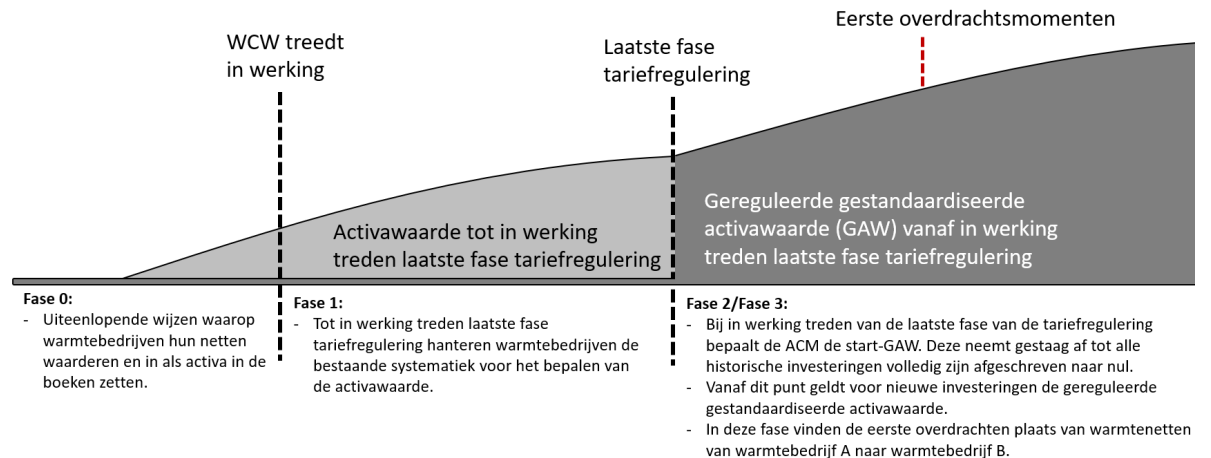 Eerste overdrachtsmomenten
WCW treedt
in werking
Laatste fase
tariefregulering
Activawaarde tot in werking
treden laatste fase tariefregulering
Gereguleerde gestandaardiseerde
activawaarde (GAW) vanaf in werking
treden laatste fase tariefregulering
Fase 0:
- Uiteenlopende wijzen waarop
warmtebedrijven hun netten
waarderen en in als activa in de
boeken zetten.
Fase 1:
- Tot in werking treden laatste fase
tariefregulering hanteren warmtebedrijven de
bestaande systematiek voor het bepalen van
de activawaarde.
Fase 2/Fase 3:
- Bij in werking treden van de laatste fase van de tariefregulering
bepaalt de ACM de start-GAW. Deze neemt gestaag af tot alle
historische investeringen volledig zijn afgeschreven naar nul.
- Vanaf dit punt geldt voor nieuwe investeringen de gereguleerde
gestandaardiseerde activawaarde.
- In deze fase vinden de eerste overdrachten plaats van warmtenetten
van warmtebedrijf A naar warmtebedrijf B.